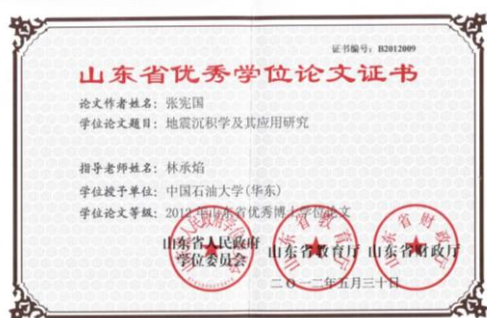 证书编号：B2012009
山东省优秀学位论文证书
论文作者姓名：张宪国
学位论文题目：地震沉积学及其应用研究
指导老师姓名：林承焰
学位授予单位：中国石油大学(华东)
学位论文等级：2012年山东省优秀博士学位论文
山东省人民政府
学位委员会
山东省教育厅
山东省财政厅
二〇一二年五月三十日